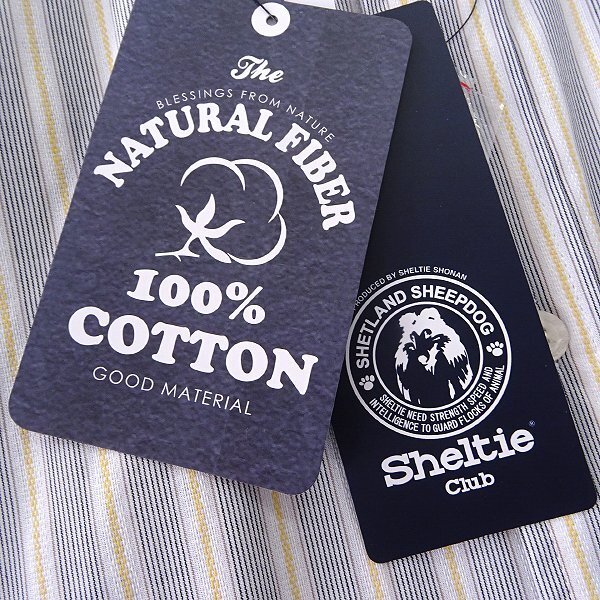 The
BLESSINGS FROM NATURE
NATURAL FIBER
100%
COTTON
GOOD MATERIAL
PRODUCED BY SHELTIE SHONAN
SHETLAND SHEEPDOG
SHELTIE NEED STRENGTH SPEED AND
INTELLIGENCE TO GUARD FLOCKS OF ANIMAL
Sheltie®
Club